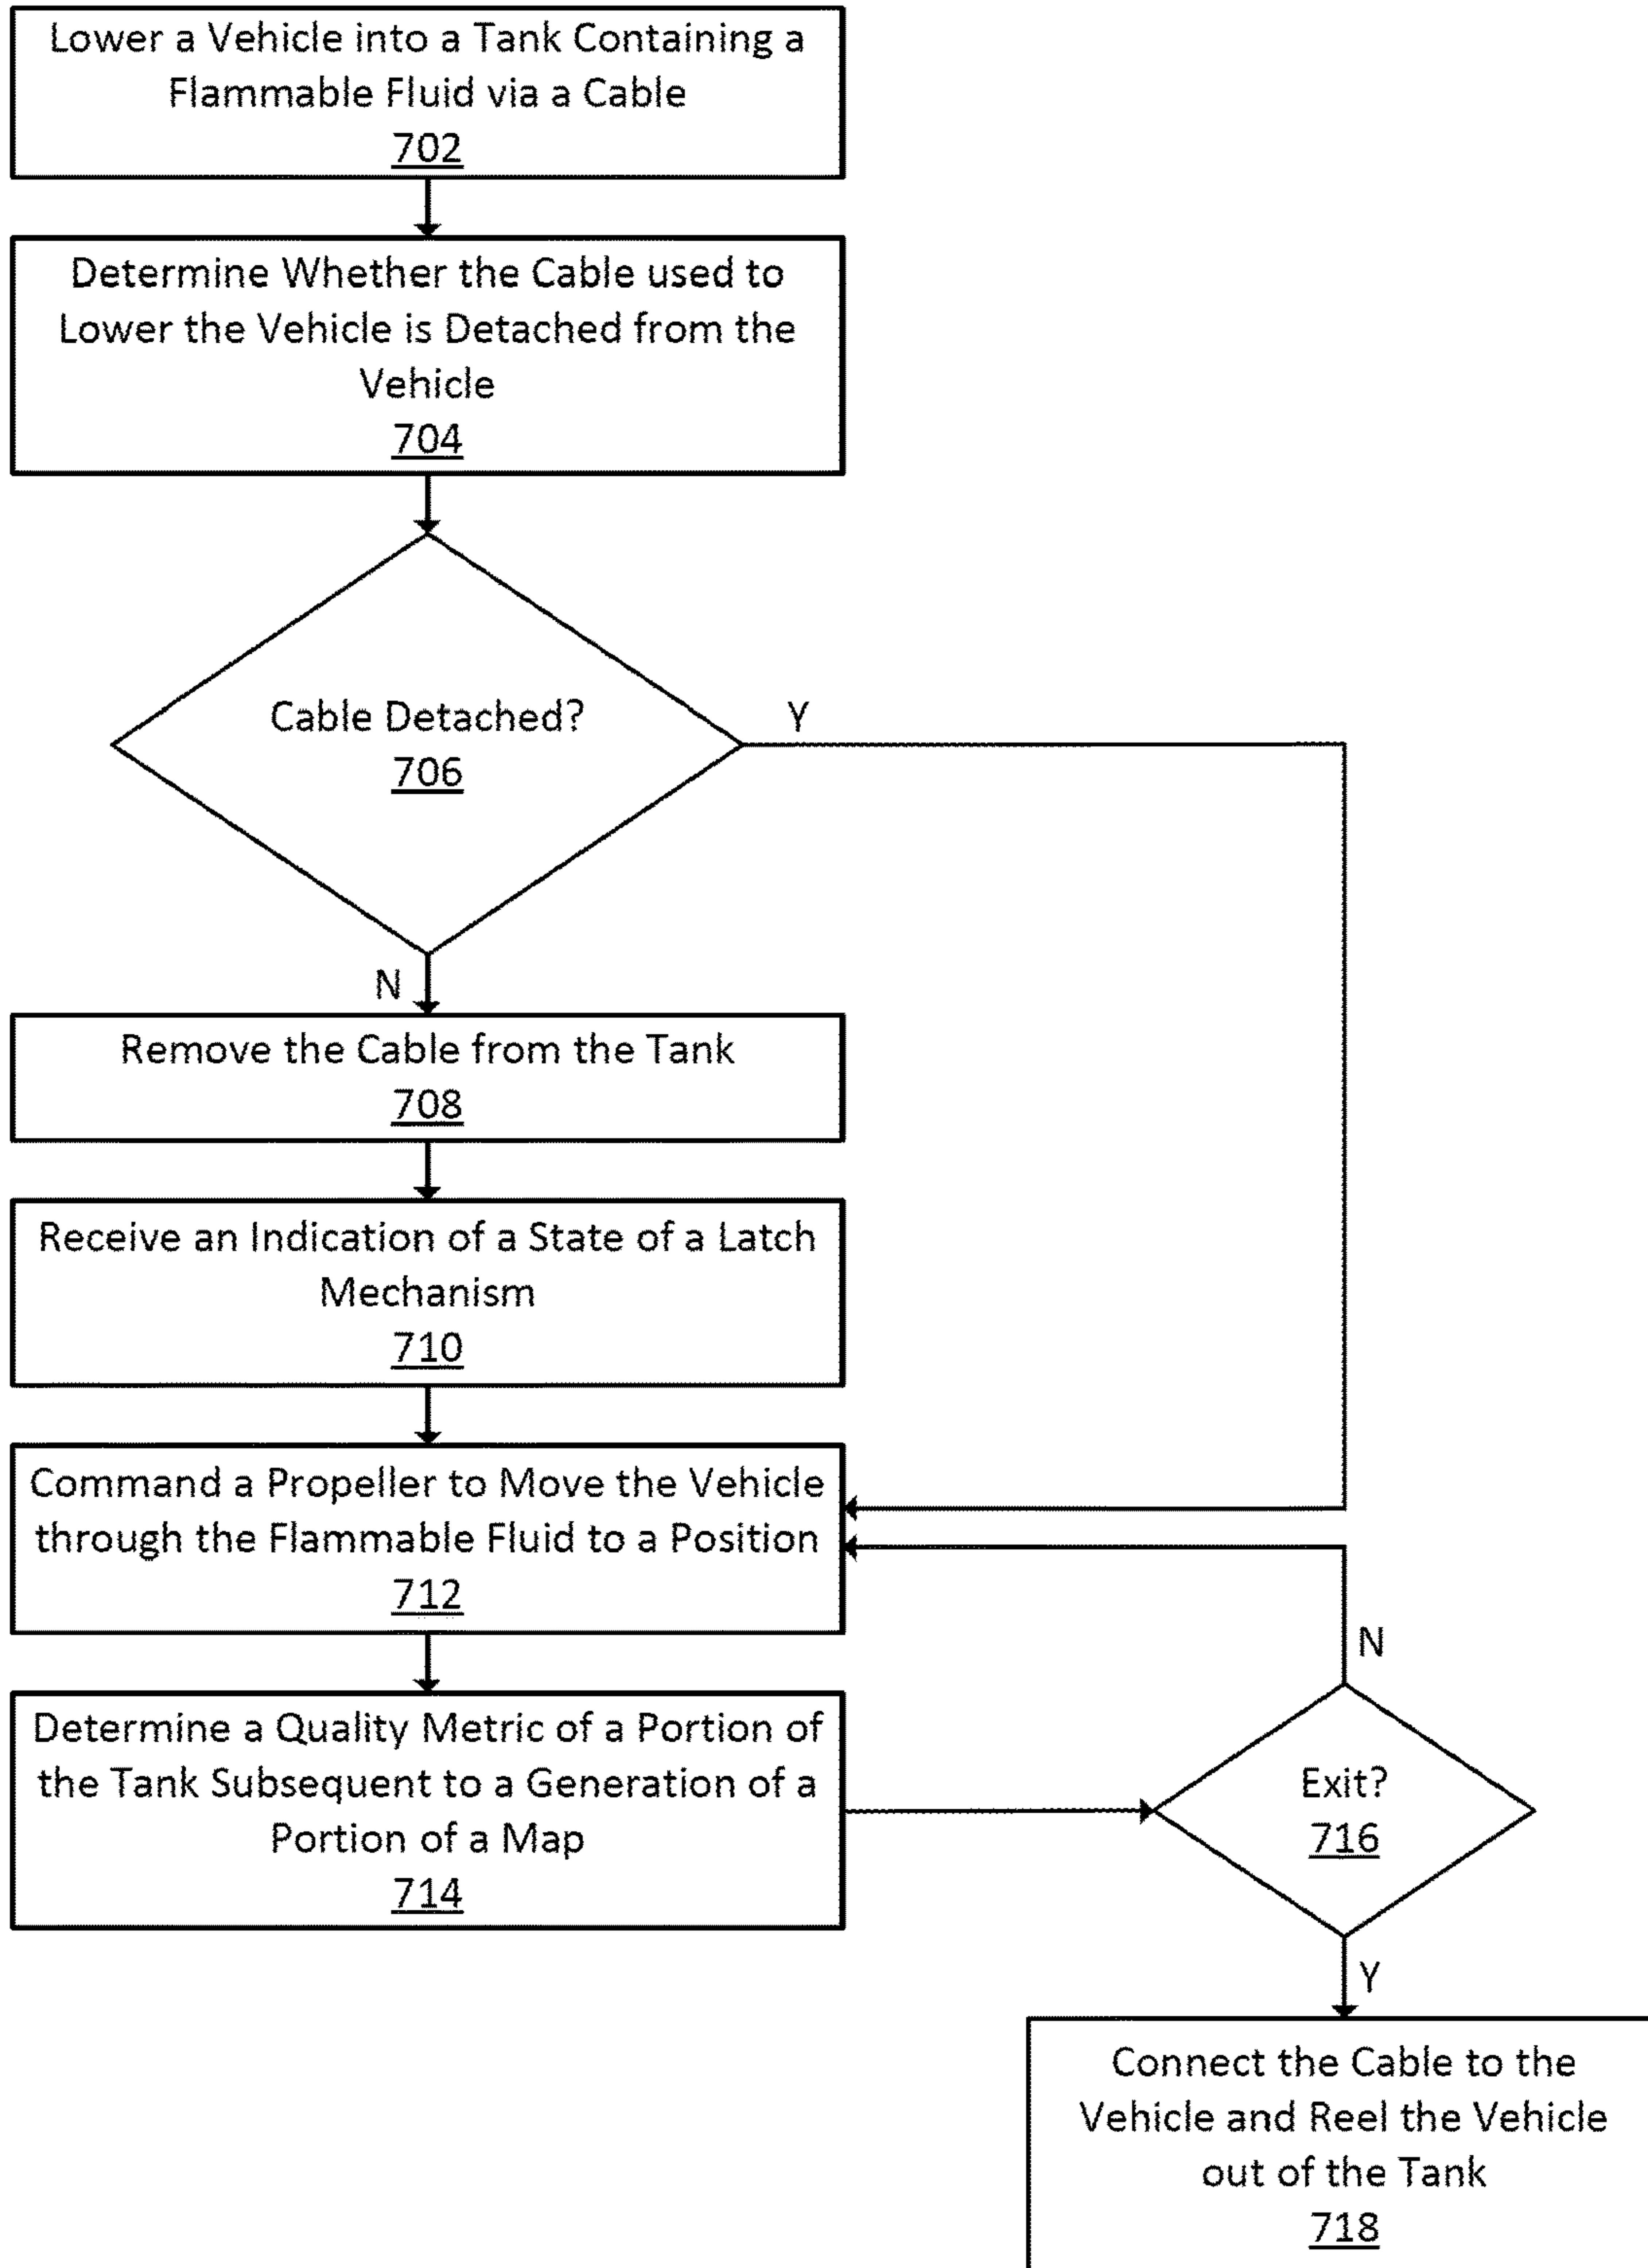 Lower a Vehicle into a Tank Containing a
Flammable Fluid via a Cable
702
Determine Whether the Cable used to
Lower the Vehicle is Detached from the
Vehicle
704
Cable Detached?
706
Y
N
Remove the Cable from the Tank
708
Receive an Indication of a State of a Latch
Mechanism
710
Command a Propeller to Move the Vehicle
through the Flammable Fluid to a Position
712
N
Determine a Quality Metric of a Portion of
the Tank Subsequent to a Generation of a
Portion of a Map
714
Exit?
716
Y
Connect the Cable to the
Vehicle and Reel the Vehicle
out of the Tank
718